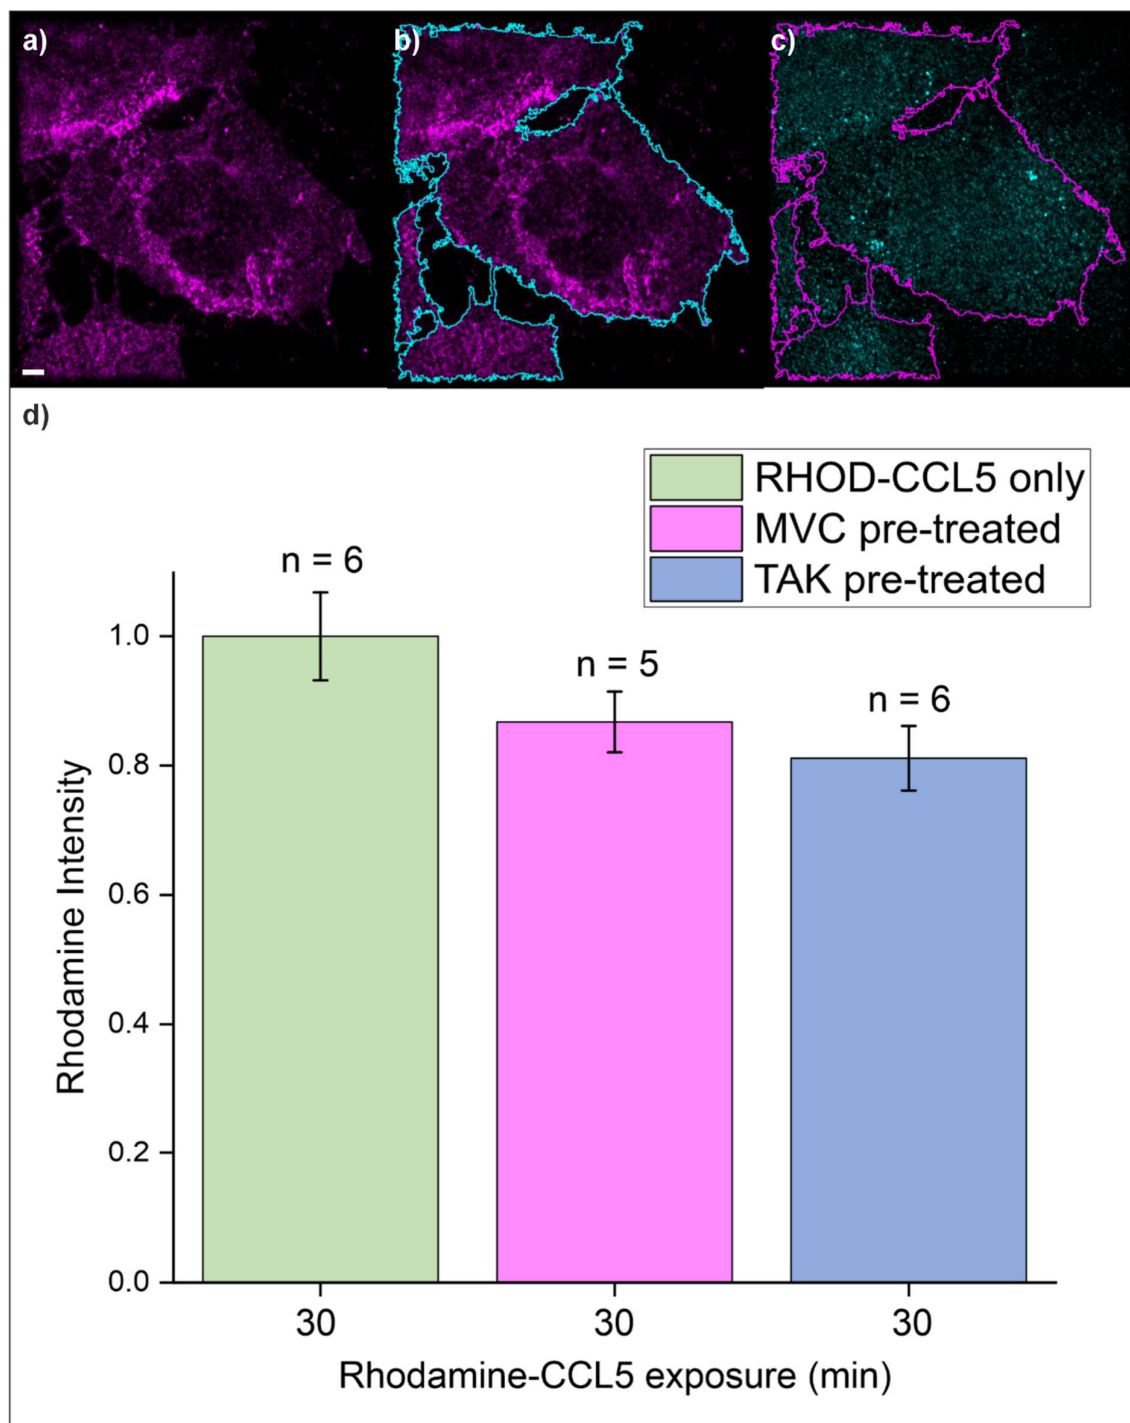 a)
b)
c)
d)
RHOD-CCL5 only
MVC pre-treated
TAK pre-treated
n = 6
n = 5
n = 6
1.0
0.8
0.6
0.4
0.2
0.0
Rhodamine Intensity
30
30
30
Rhodamine-CCL5 exposure (min)